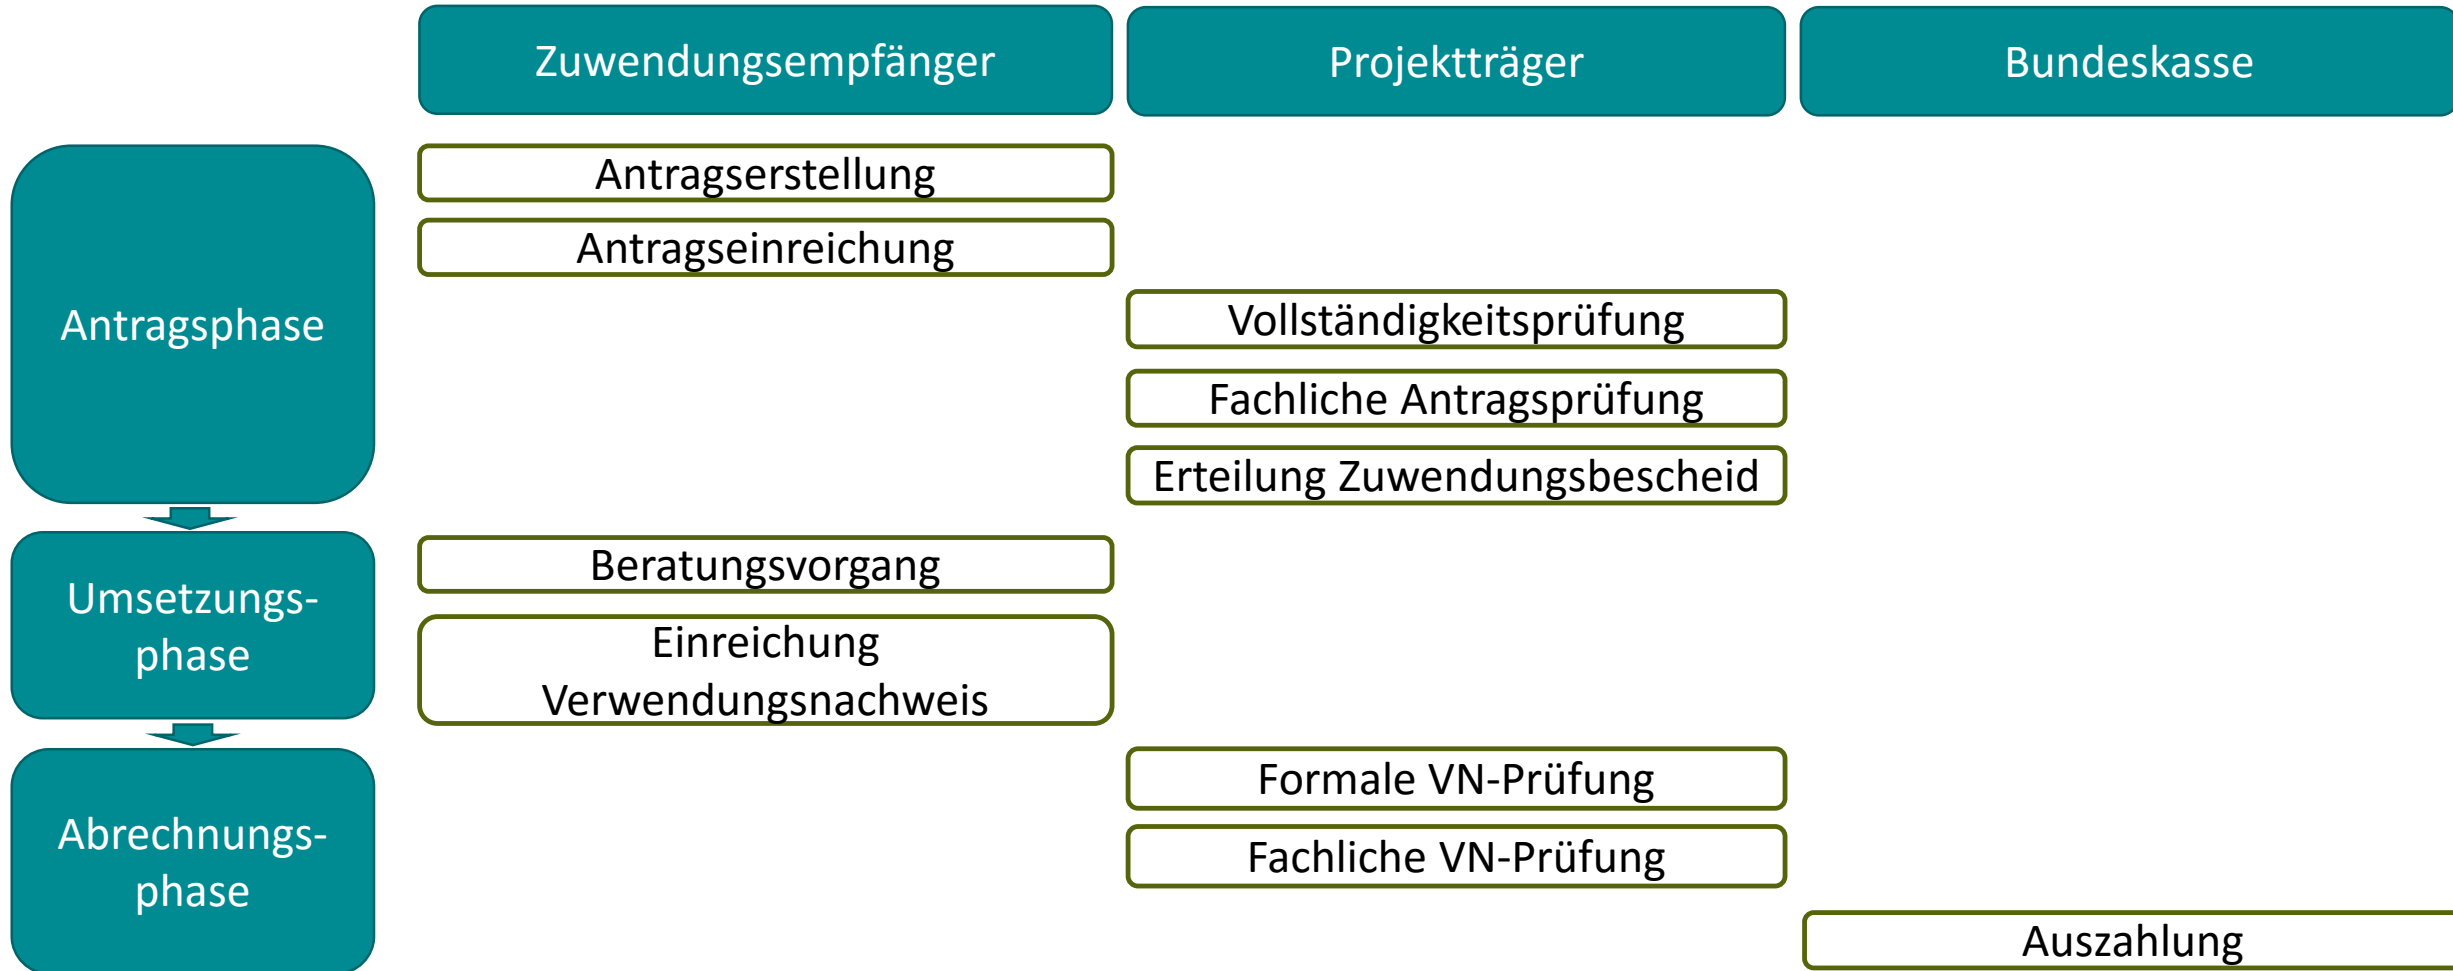 Zuwendungsempfänger
Projektträger
Bundeskasse
Antragsphase
Antragserstellung
Antragseinreichung
Vollständigkeitsprüfung
Fachliche Antragsprüfung
Erteilung Zuwendungsbescheid
Umsetzungs-
phase
Beratungsvorgang
Einreichung
Verwendungsnachweis
Abrechnungs-
phase
Formale VN-Prüfung
Fachliche VN-Prüfung
Auszahlung